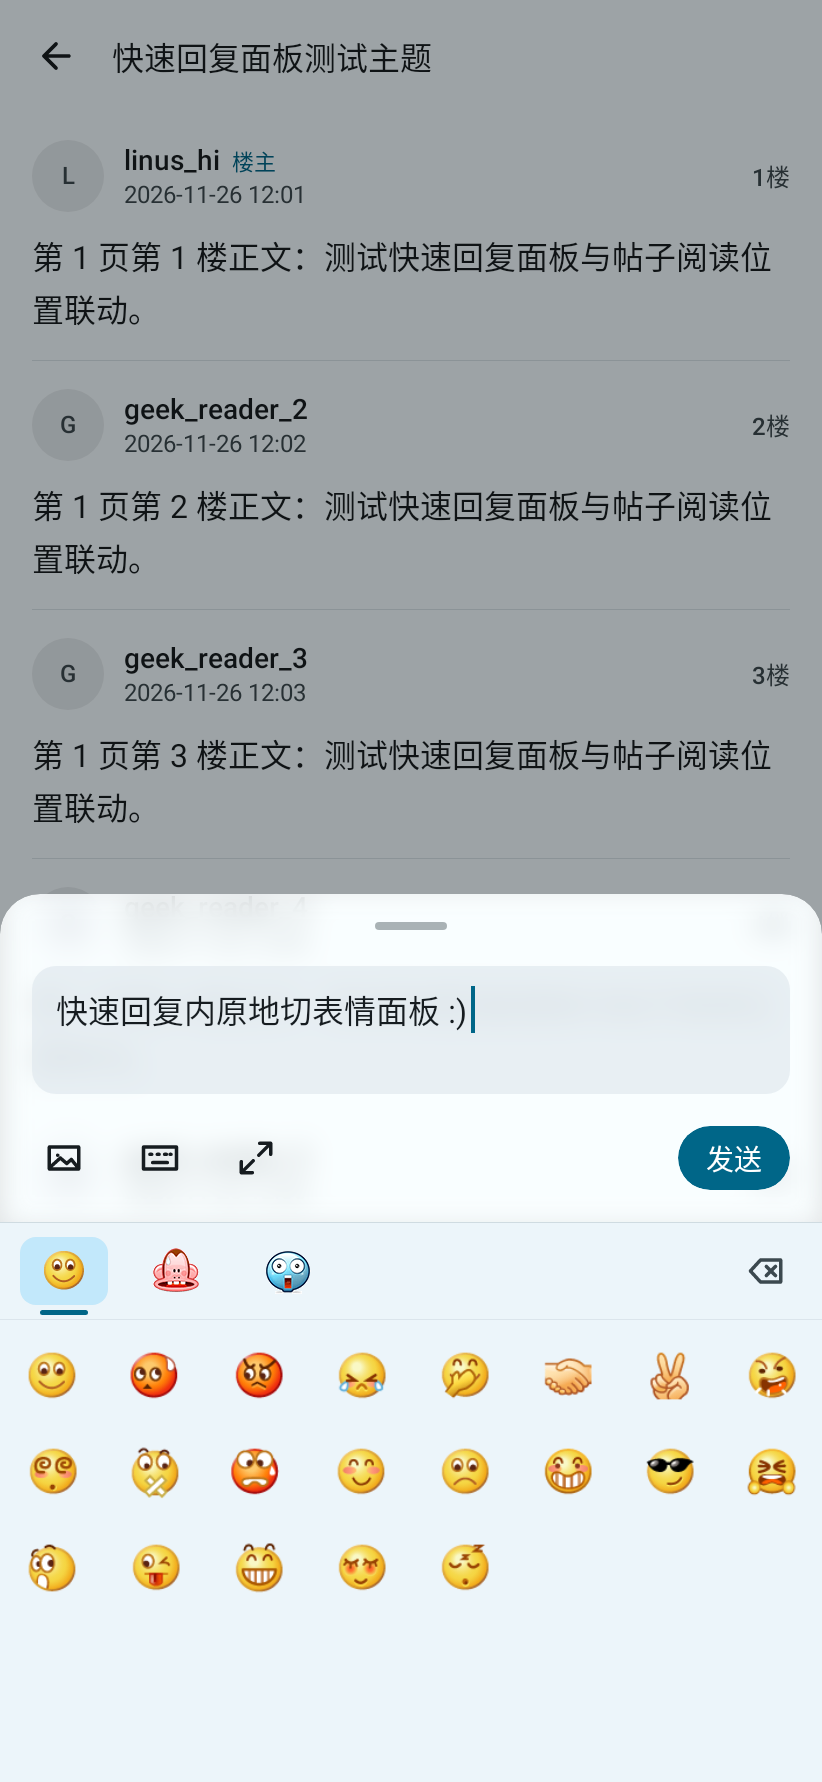 快速回复面板测试主题
L
linus_hi 楼主
2026-11-26 12:01
1楼
第 1 页第 1 楼正文：测试快速回复面板与帖子阅读位
置联动。
G
geek_reader_2
2026-11-26 12:02
2楼
第 1 页第 2 楼正文：测试快速回复面板与帖子阅读位
置联动。
G
geek_reader_3
2026-11-26 12:03
3楼
第 1 页第 3 楼正文：测试快速回复面板与帖子阅读位
置联动。
geek_reader_4
快速回复内原地切表情面板 :)
发送